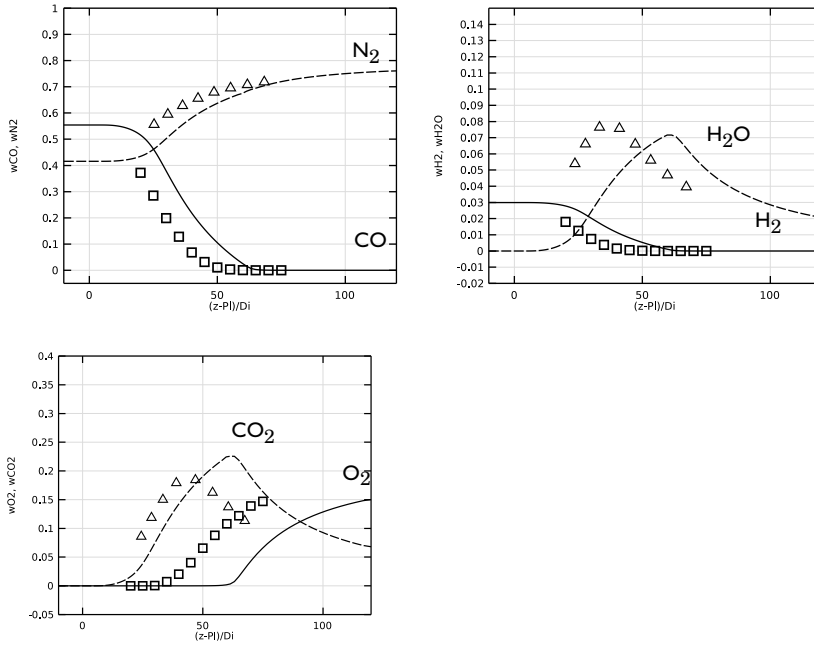 1
0.9
0.8
0.7
0.6
0.5
0.4
0.3
0.2
0.1
0
wCO, wN2
N2
CO
0 50 100
(z-Pl)/Di
0.14
0.13
0.12
0.11
0.1
0.09
0.08
0.07
0.06
0.05
0.04
0.03
0.02
0.01
0
-0.01
-0.02
wH2, wH2O
H2O
H2
0 50 100
(z-Pl)/Di
0.4
0.35
0.3
0.25
0.2
0.15
0.1
0.05
0
-0.05
wO2, wCO2
CO2
O2
0 50 100
(z-Pl)/Di